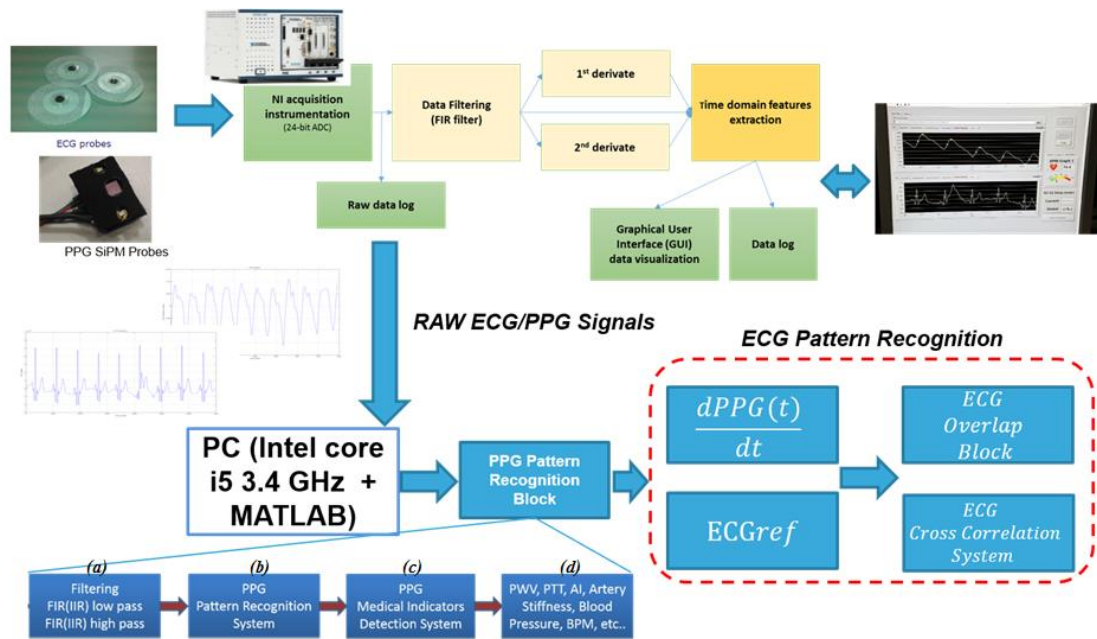 ECG probes
PPG SiPM Probes
NI acquisition
instrumentation
(24-bit ADC)
Data Filtering
(FIR filter)
1st derivate
2nd derivate
Time domain features
extraction
Raw data log
Graphical User
Interface (GUI)
data visualization
Data log
RAW ECG/PPG Signals
ECG Pattern Recognition
dPPG(t)
dt
ECG
Overlap
Block
ECGref
ECG
Cross Correlation
System
PC (Intel core
i5 3.4 GHz +
MATLAB)
PPG Pattern
Recognition
Block
(a)
Filtering
FIR(IIR) low pass
FIR(IIR) high pass
(b)
PPG
Pattern Recognition
System
(c)
PPG
Medical Indicators
Detection System
(d)
PWV, PTT, AI, Artery
Stiffness, Blood
Pressure, BPM, etc..